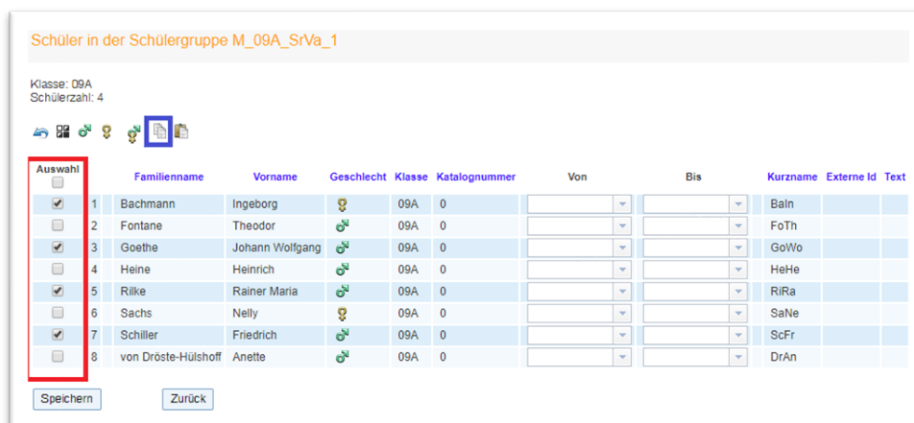 Schüler in der Schülergruppe M_09A_SrVa_1
Klasse: 09A
Schülerzahl: 4
Auswahl Familienname Vorname Geschlecht Klasse Katalognummer Von Bis Kurzname Externe Id Text
1 Bachmann Ingeborg 09A 0 BaIn
2 Fontane Theodor 09A 0 FoTh
3 Goethe Johann Wolfgang 09A 0 GoWo
4 Heine Heinrich 09A 0 HeHe
5 Rilke Rainer Maria 09A 0 RiRa
6 Sachs Nelly 09A 0 SaNe
7 Schiller Friedrich 09A 0 ScFr
8 von Dröste-Hülshoff Anette 09A 0 DrAn
Speichern Zurück